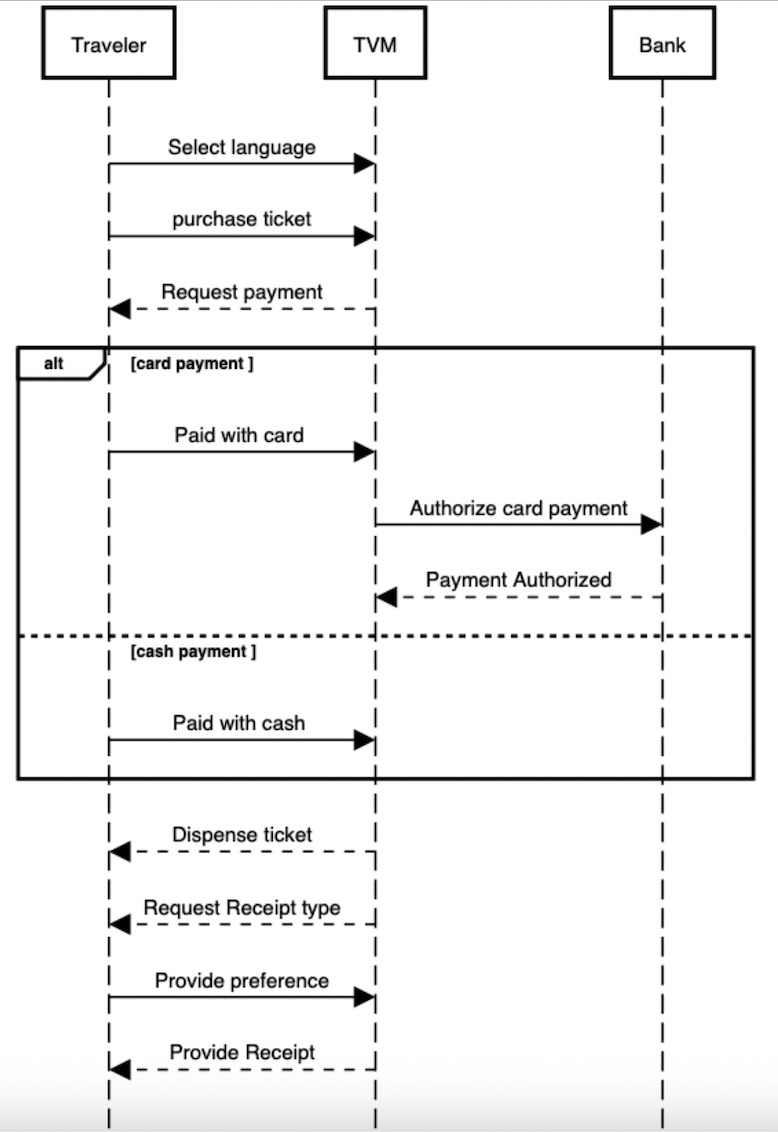 Traveler TVM Bank
Select language
purchase ticket
Request payment
alt [card payment ]
Paid with card
Authorize card payment
Payment Authorized
[cash payment ]
Paid with cash
Dispense ticket
Request Receipt type
Provide preference
Provide Receipt